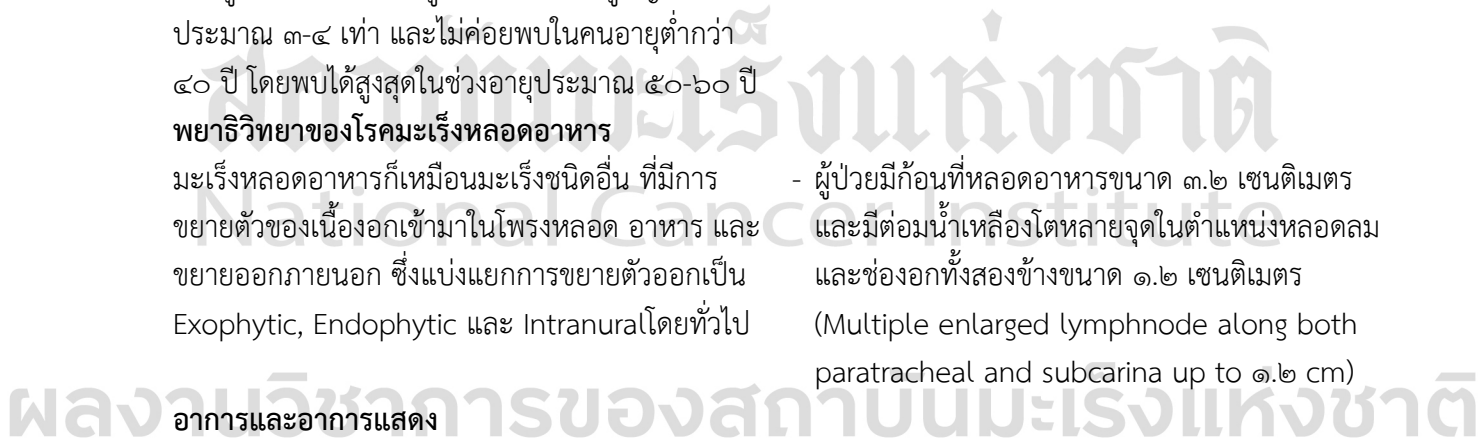 ประมาณ ๓-๔ เท่า และไม่ค่อยพบในคนอายุต่ำกว่า
๔๐ ปี โดยพบได้สูงสุดในช่วงอายุประมาณ ๕๐-๖๐ ปี
พยาธิวิทยาของโรคมะเร็งหลอดอาหาร
มะเร็งหลอดอาหารก็เหมือนมะเร็งชนิดอื่น ที่มีการ
ขยายตัวของเนื้องอกเข้ามาในโพรงหลอด อาหาร และ
ขยายออกภายนอก ซึ่งแบ่งแยกการขยายตัวออกเป็น
Exophytic, Endophytic และ Intranuralโดยทั่วไป
อาการและอาการแสดง
- ผู้ป่วยมีก้อนที่หลอดอาหารขนาด ๓.๒ เซนติเมตร
และมีต่อมน้ำเหลืองโตหลายจุดในตำแหน่งหลอดลม
และช่องอกทั้งสองข้างขนาด ๑.๒ เซนติเมตร
(Multiple enlarged lymphnode along both
paratracheal and subcarina up to ๑.๒ cm)
สถาบันมะเร็งแห่งชาติ
National Cancer Institute
ผลงานวิชาการของสถาบันมะเร็งแห่งชาติ